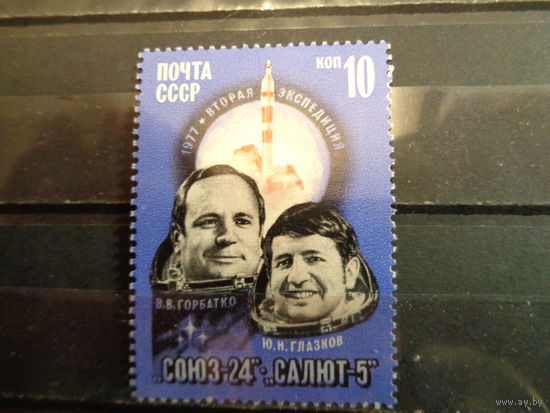 ПОЧТА
СССР
КОП 10
1977 ★ ВТОРАЯ ЭКСПЕДИЦИЯ
В.В.ГОРБАТКО
Ю.Н.ГЛАЗКОВ
„СОЮЗ-24"-„САЛЮТ-5"
© www.ay.by